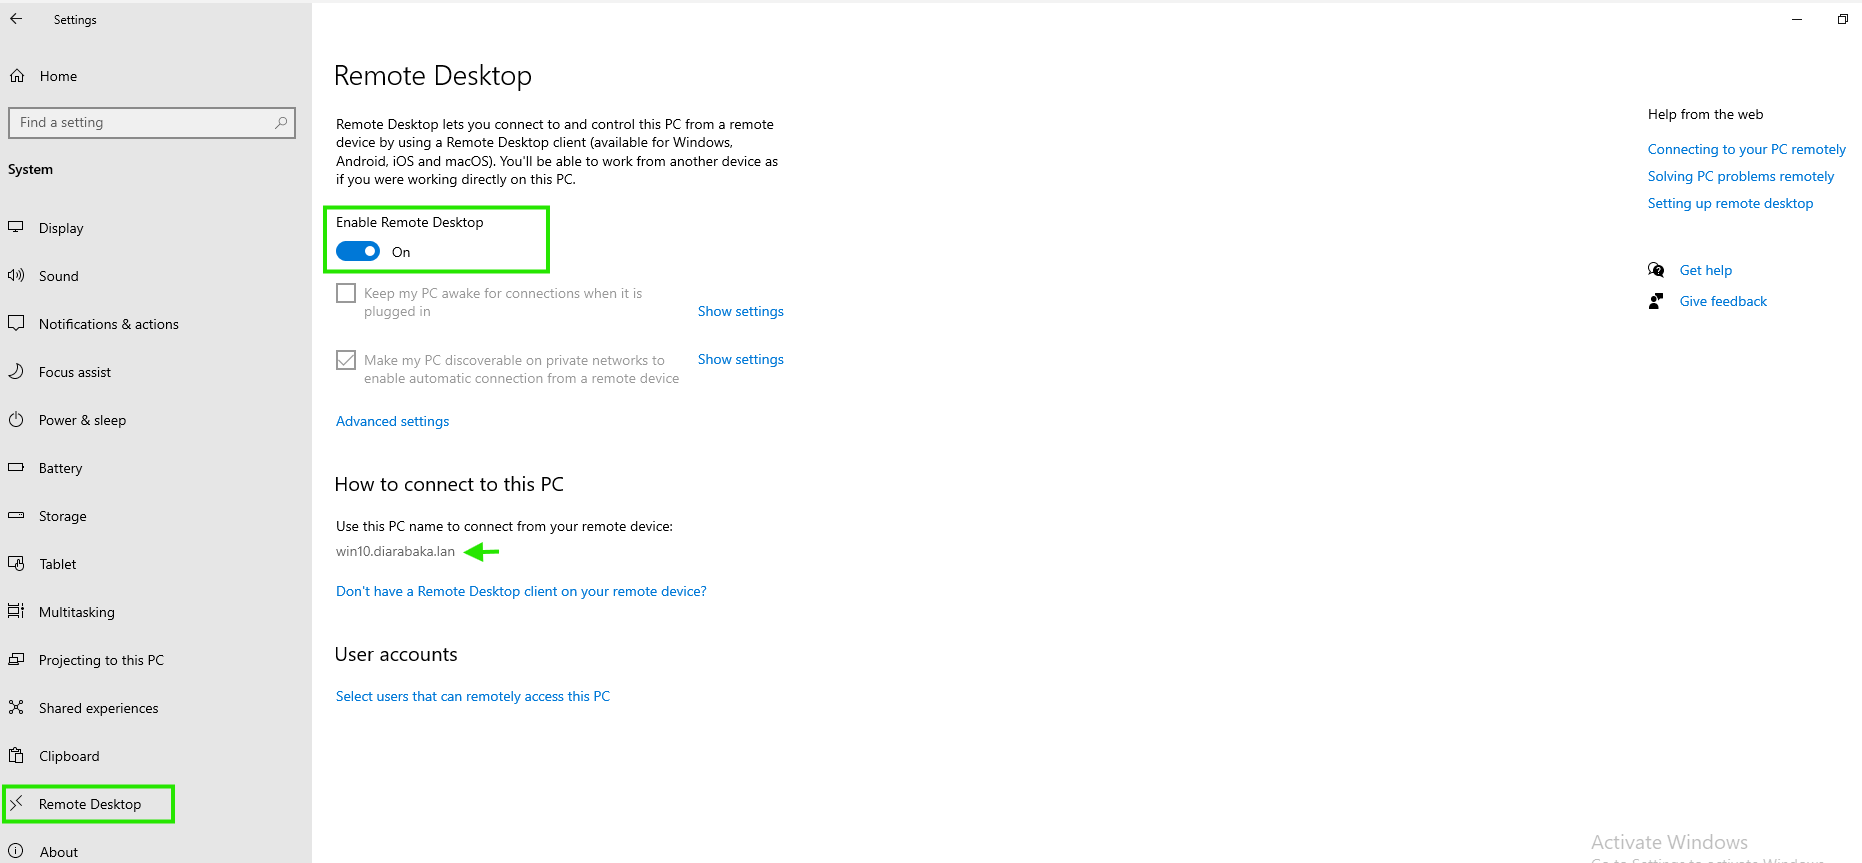 Settings
Home
Find a setting
System
Display
Sound
Notifications & actions
Focus assist
Power & sleep
Battery
Storage
Tablet
Multitasking
Projecting to this PC
Shared experiences
Clipboard
Remote Desktop
About
Remote Desktop
Remote Desktop lets you connect to and control this PC from a remote
device by using a Remote Desktop client (available for Windows,
Android, iOS and macOS). You'll be able to work from another device as
if you were working directly on this PC.
Enable Remote Desktop
On
Keep my PC awake for connections when it is
plugged in
Show settings
Make my PC discoverable on private networks to
enable automatic connection from a remote device
Show settings
Advanced settings
How to connect to this PC
Use this PC name to connect from your remote device:
win10.diarabaka.lan
Don't have a Remote Desktop client on your remote device?
User accounts
Select users that can remotely access this PC
Help from the web
Connecting to your PC remotely
Solving PC problems remotely
Setting up remote desktop
Get help
Give feedback
Activate Windows
Go to Settings to activate Windows.